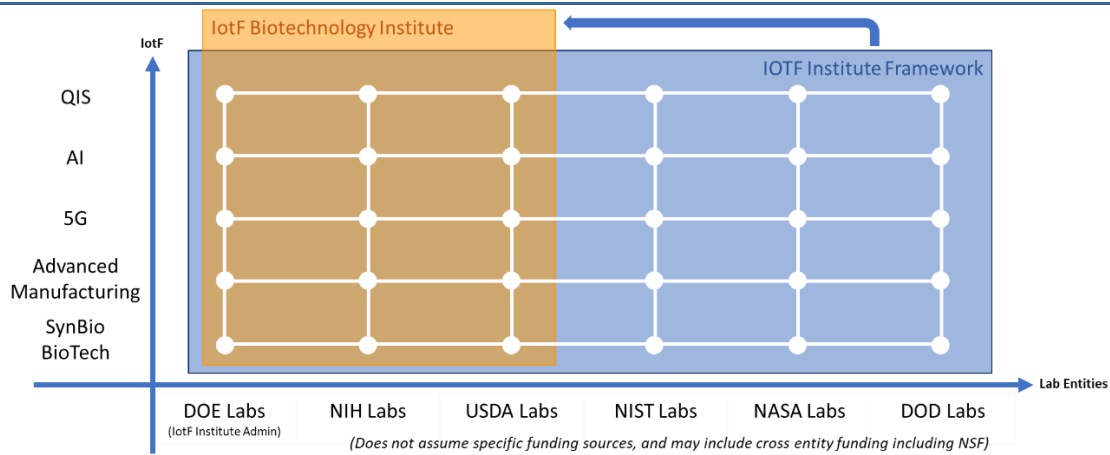 IotF Biotechnology Institute
IotF
IOTF Institute Framework
QIS
AI
5G
Advanced
Manufacturing
SynBio
BioTech
Lab Entities
DOE Labs
(IotF Institute Admin)
NIH Labs
USDA Labs
NIST Labs
NASA Labs
DOD Labs
(Does not assume specific funding sources, and may include cross entity funding including NSF)